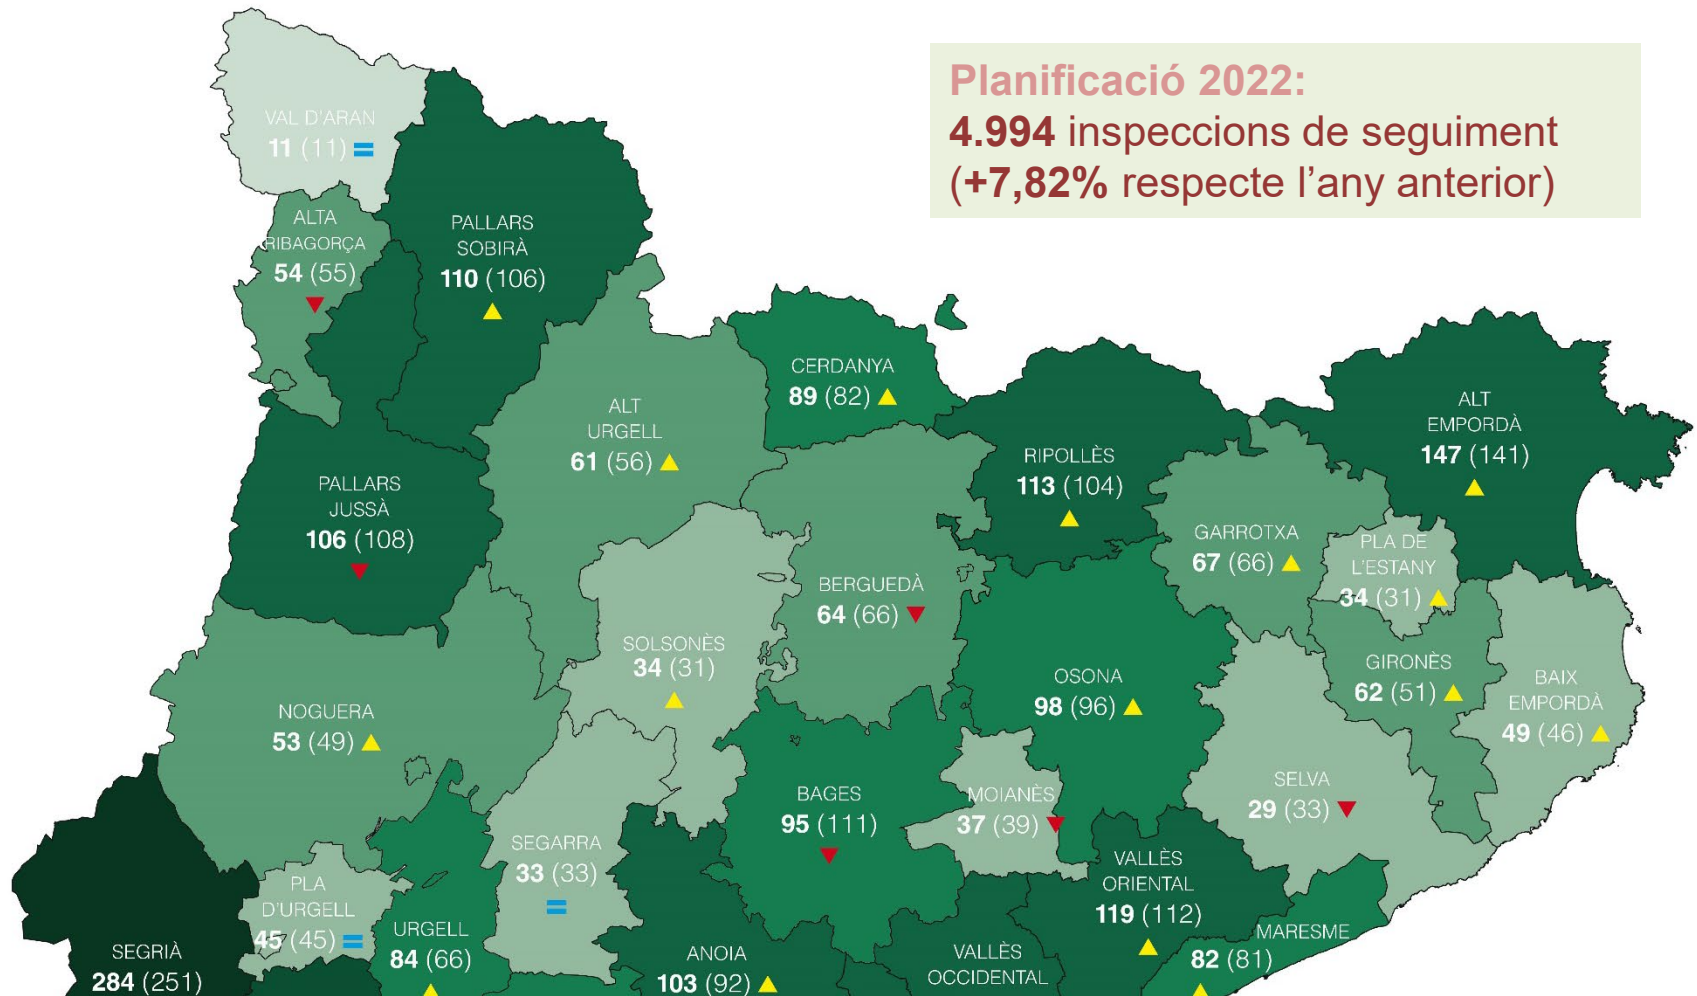 Planificació 2022:
4.994 inspeccions de seguiment
(+7,82% respecte l’any anterior)
VAL D'ARAN
11 (11) =
ALTA
RIBAGORÇA
54 (55)
PALLARS
SOBIRÀ
110 (106)
CERDANYA
89 (82)
ALT
URGELL
61 (56)
ALT
EMPORDÀ
147 (141)
RIPOLLÈS
113 (104)
PALLARS
JUSSÀ
106 (108)
GARROTXA
67 (66)
PLA DE
L'ESTANY
34 (31)
BERGUEDÀ
64 (66)
SOLSONÈS
34 (31)
OSONA
98 (96)
GIRONÈS
62 (51)
BAIX
EMPORDÀ
49 (46)
NOGUERA
53 (49)
BAGES
95 (111)
MOIANÈS
37 (39)
SELVA
29 (33)
SEGARRA
33 (33)
=
VALLÈS
ORIENTAL
119 (112)
PLA
D'URGELL
45 (45) =
URGELL
84 (66)
MARESME
82 (81)
SEGRIÀ
284 (251)
ANOIA
103 (92)
VALLÈS
OCCIDENTAL